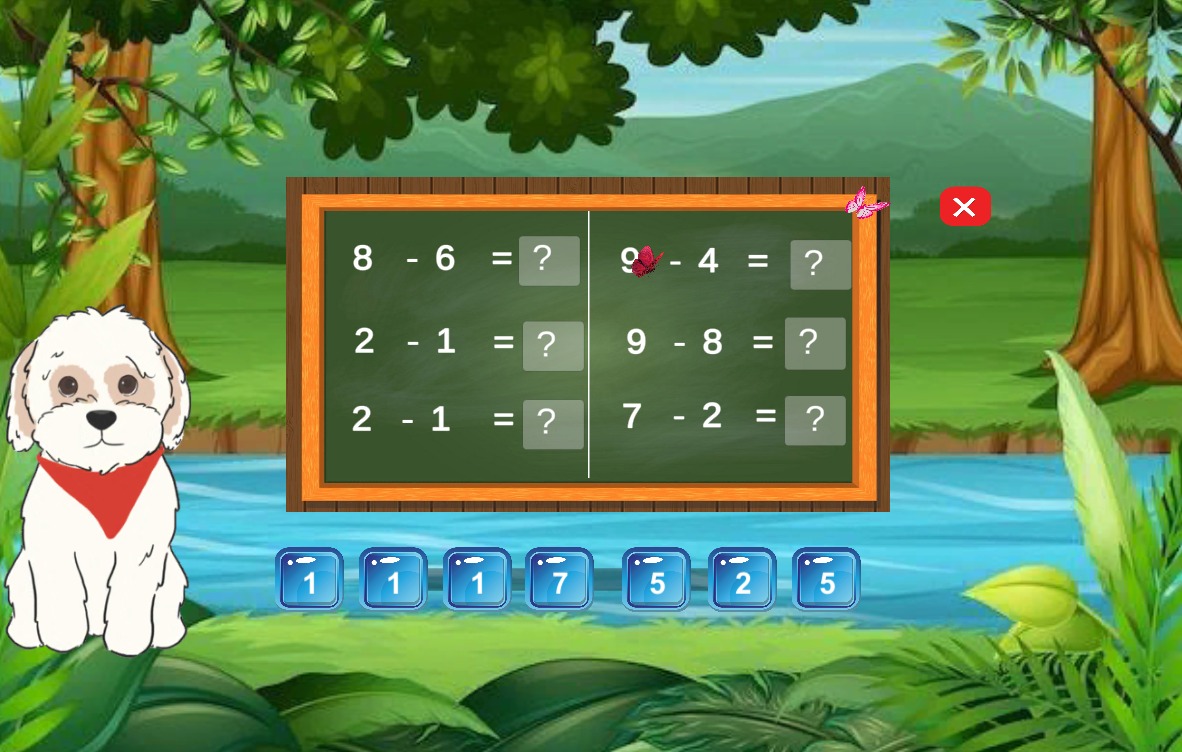 8 - 6 = ?
2 - 1 = ?
2 - 1 = ?
9 - 4 = ?
9 - 8 = ?
7 - 2 = ?
1 1 1 7 5 2 5